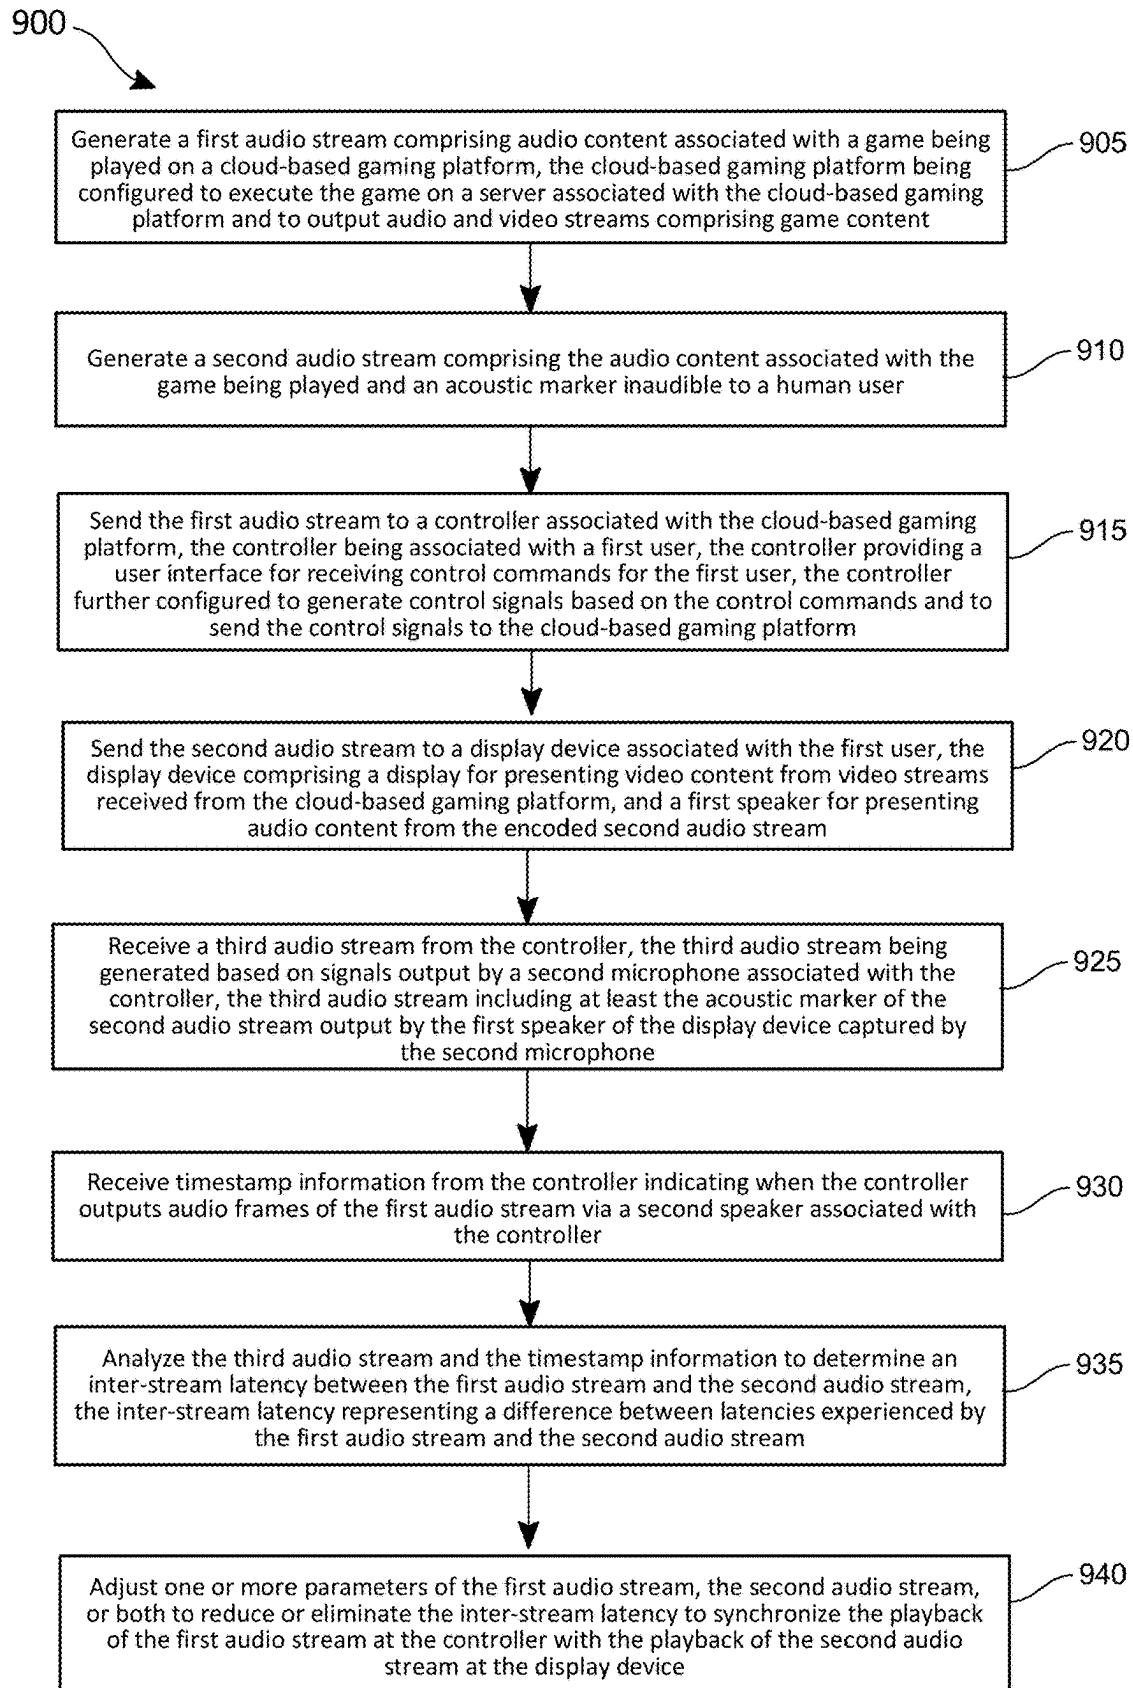 900
Generate a first audio stream comprising audio content associated with a game being
played on a cloud-based gaming platform, the cloud-based gaming platform being
configured to execute the game on a server associated with the cloud-based gaming
platform and to output audio and video streams comprising game content
905
Generate a second audio stream comprising the audio content associated with the
game being played and an acoustic marker inaudible to a human user
910
Send the first audio stream to a controller associated with the cloud-based gaming
platform, the controller being associated with a first user, the controller providing a
user interface for receiving control commands for the first user, the controller
further configured to generate control signals based on the control commands and to
send the control signals to the cloud-based gaming platform
915
Send the second audio stream to a display device associated with the first user, the
display device comprising a display for presenting video content from video streams
received from the cloud-based gaming platform, and a first speaker for presenting
audio content from the encoded second audio stream
920
Receive a third audio stream from the controller, the third audio stream being
generated based on signals output by a second microphone associated with the
controller, the third audio stream including at least the acoustic marker of the
second audio stream output by the first speaker of the display device captured by
the second microphone
925
Receive timestamp information from the controller indicating when the controller
outputs audio frames of the first audio stream via a second speaker associated with
the controller
930
Analyze the third audio stream and the timestamp information to determine an
inter-stream latency between the first audio stream and the second audio stream,
the inter-stream latency representing a difference between latencies experienced by
the first audio stream and the second audio stream
935
Adjust one or more parameters of the first audio stream, the second audio stream,
or both to reduce or eliminate the inter-stream latency to synchronize the playback
of the first audio stream at the controller with the playback of the second audio
stream at the display device
940